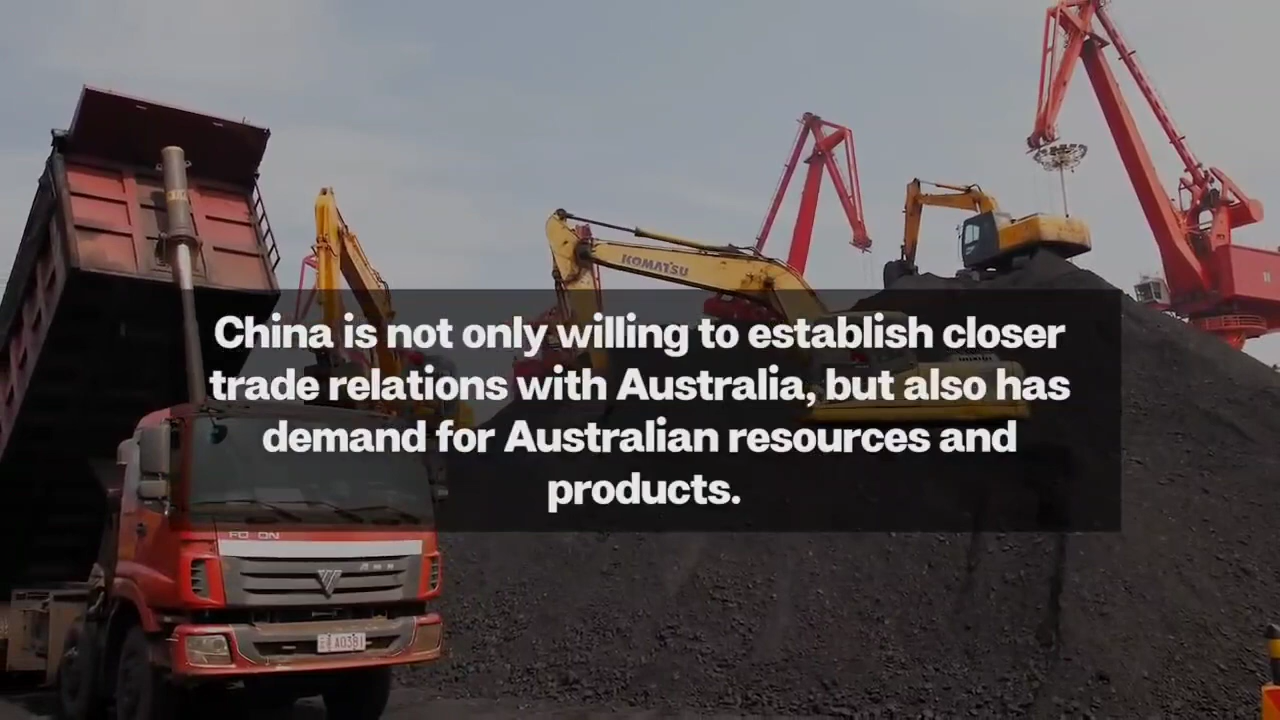 KOMATSU
China is not only willing to establish closer
trade relations with Australia, but also has
demand for Australian resources and
products.
A0381